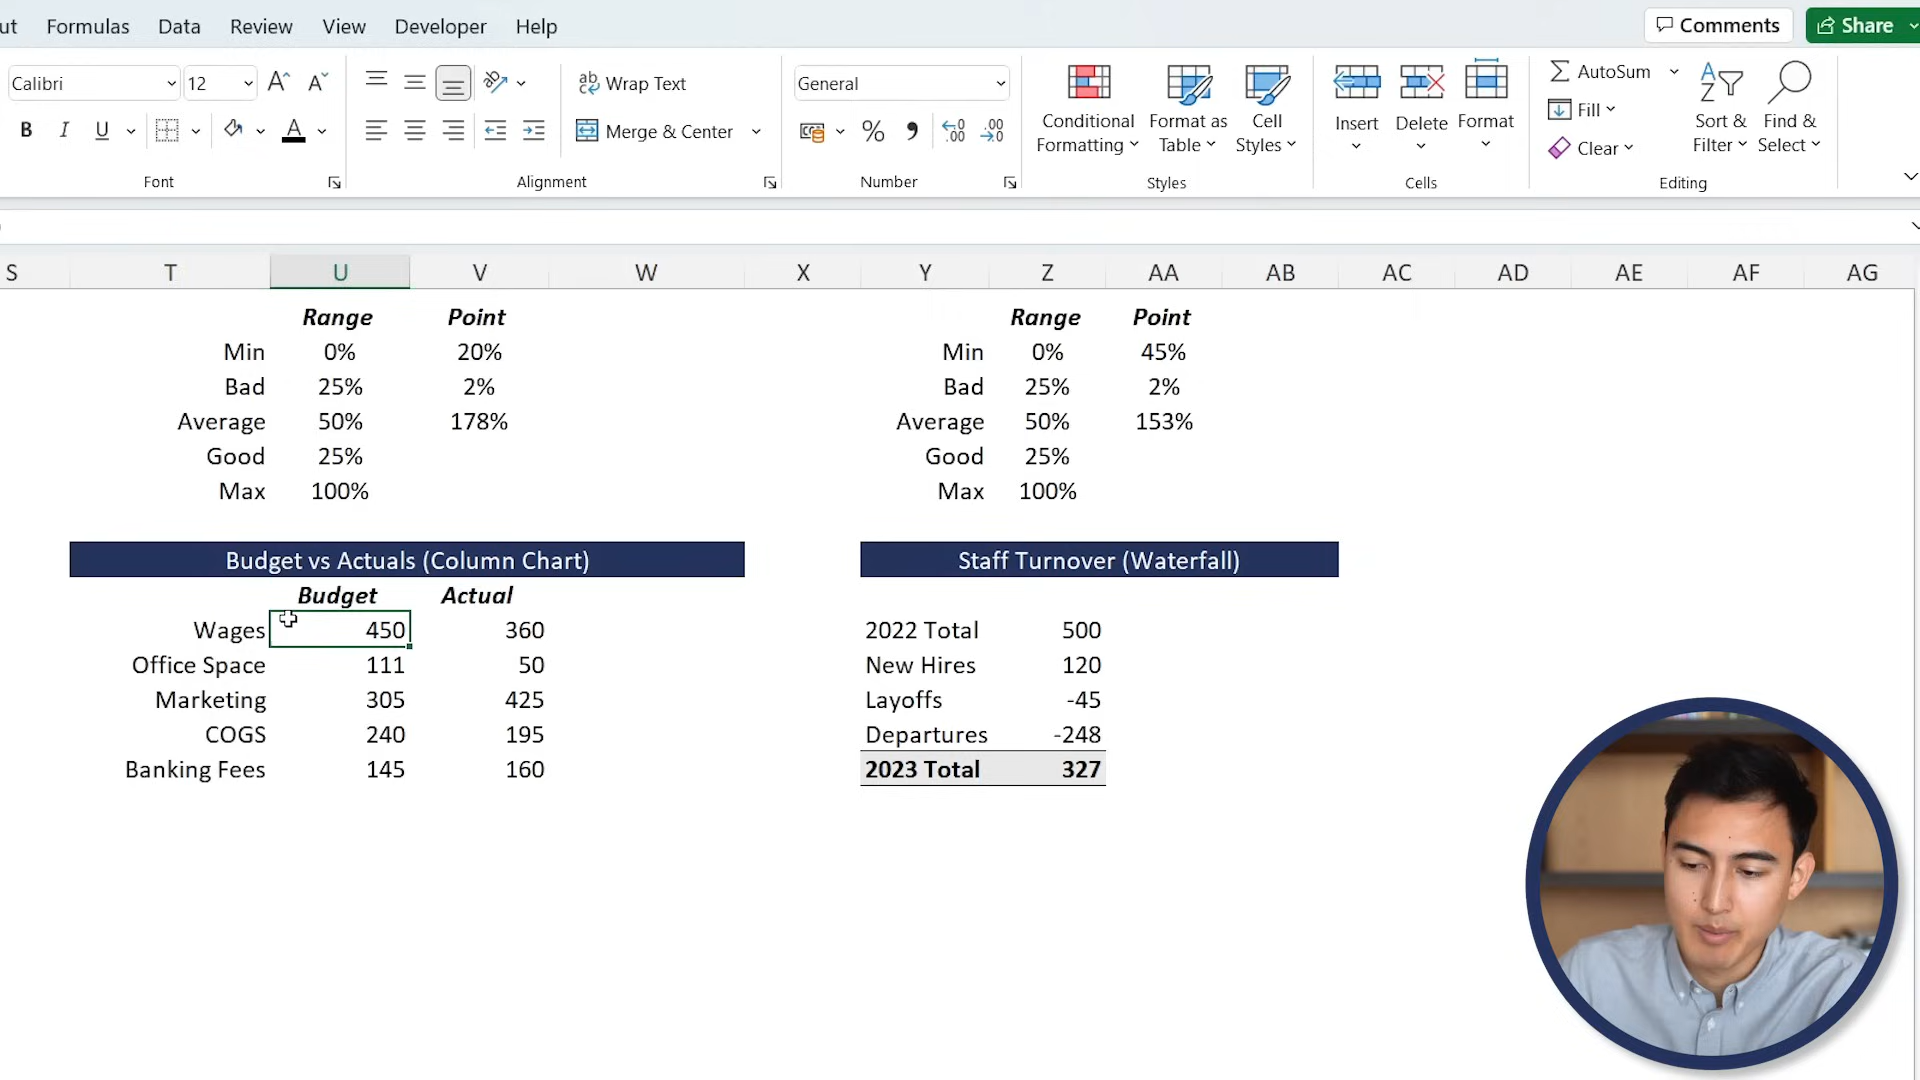 ut Formulas Data Review View Developer Help Comments Share
Calibri 12 A A Wrap Text General AutoSum
B I U A Merge & Center % Conditional Formatting Format as Table Cell Styles Insert Delete Format Fill Clear Sort & Filter Find & Select
Font Alignment Number Styles Cells Editing
S T U V W X Y Z AA AB AC AD AE AF AG
Range Point Range Point
Min 0% 20% Min 0% 45%
Bad 25% 2% Bad 25% 2%
Average 50% 178% Average 50% 153%
Good 25% Good 25%
Max 100% Max 100%
Budget vs Actuals (Column Chart) Staff Turnover (Waterfall)
Budget Actual
Wages 450 360 2022 Total 500
Office Space 111 50 New Hires 120
Marketing 305 425 Layoffs -45
COGS 240 195 Departures -248
Banking Fees 145 160 2023 Total 327